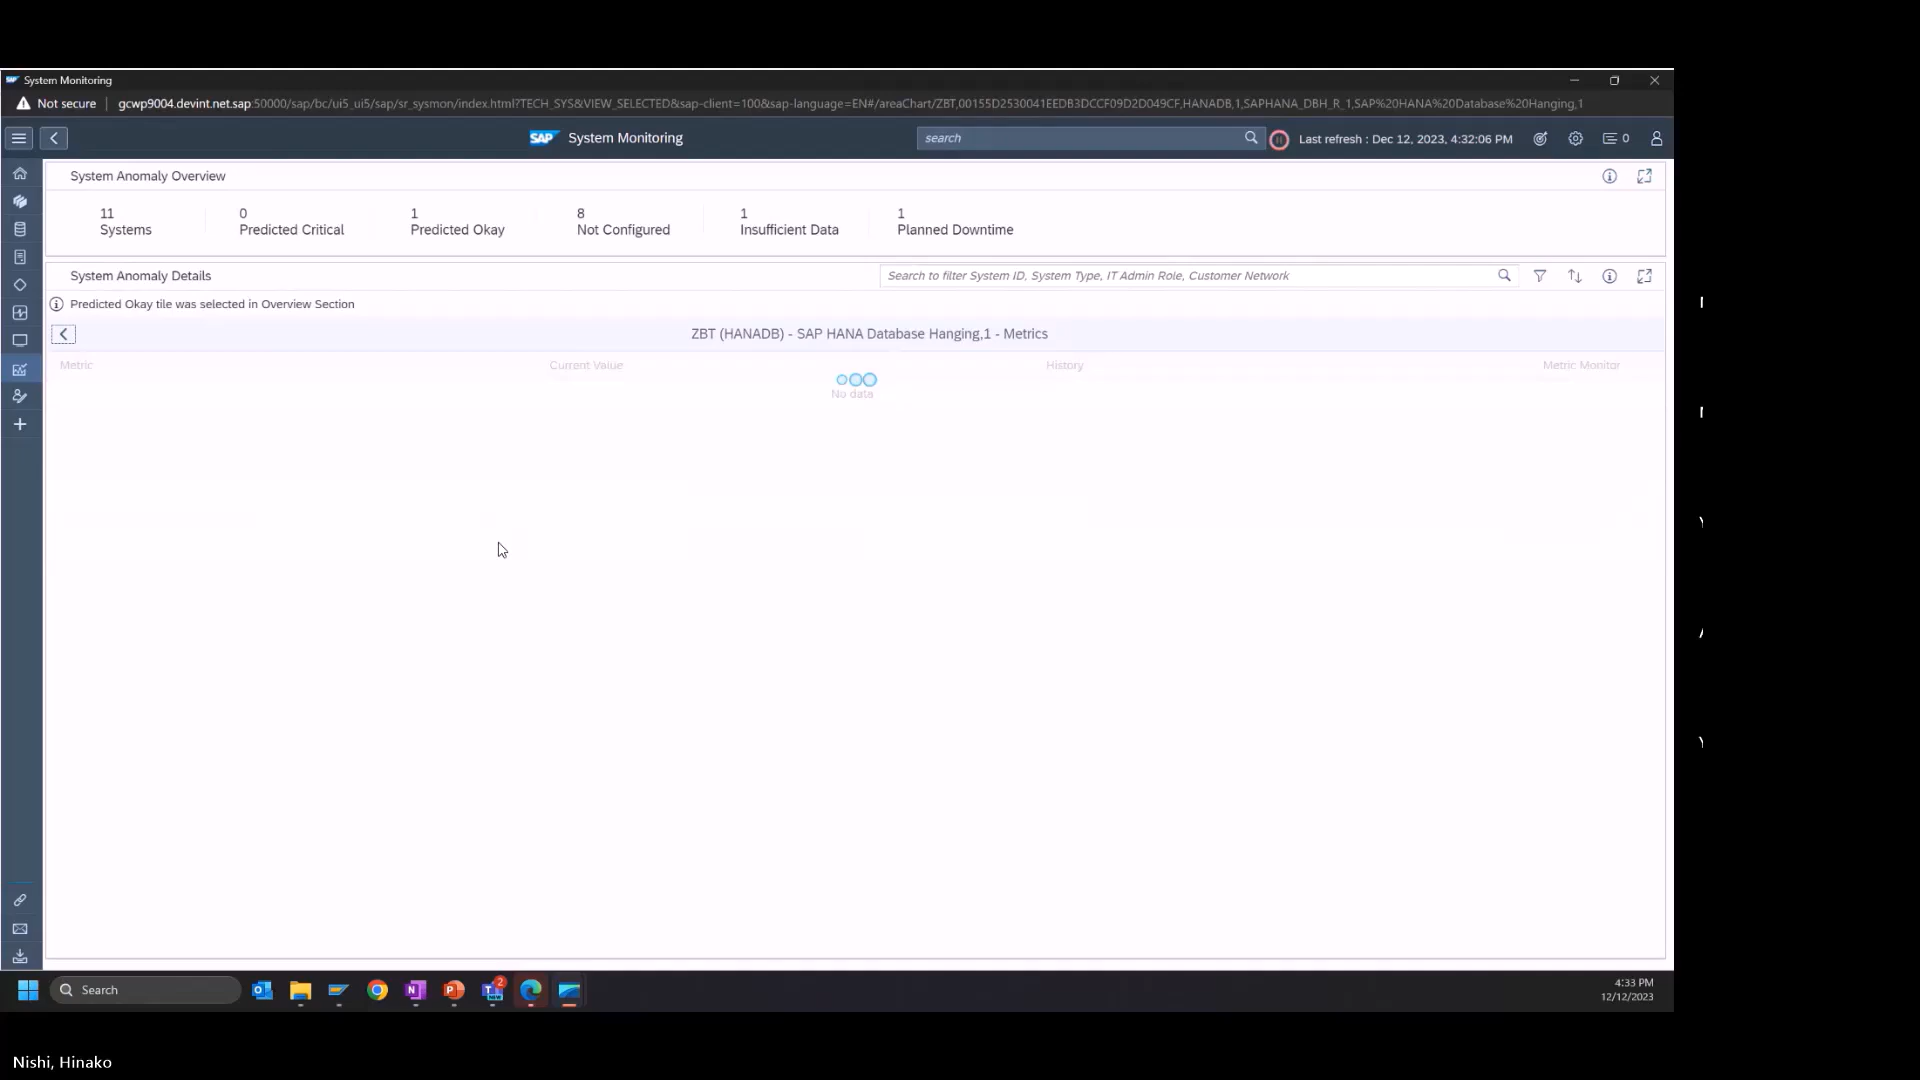 System Monitoring
Not secure gcwp9004.devint.net.sap:50000/sap/bc/ui5_ui5/sap/sr_sysmon/index.html?TECH_SYS&VIEW_SELECTED&sap-client=100&sap-language=EN#/areaChart/ZBT,00155D2530041EEDB3DCCF09D2D049CF,HANADB,1,SAPHANA_DBH_R_1,SAP%20HANA%20Database%20Hanging,1
SAP System Monitoring search Last refresh : Dec 12, 2023, 4:32:06 PM 0
System Anomaly Overview
11 0 1 8 1 1
Systems Predicted Critical Predicted Okay Not Configured Insufficient Data Planned Downtime
System Anomaly Details Search to filter System ID, System Type, IT Admin Role, Customer Network
Predicted Okay tile was selected in Overview Section
ZBT (HANADB) - SAP HANA Database Hanging,1 - Metrics
Metric Current Value History Metric Monitor
No data
Search 2 4:33 PM
12/12/2023
Nishi, Hinako